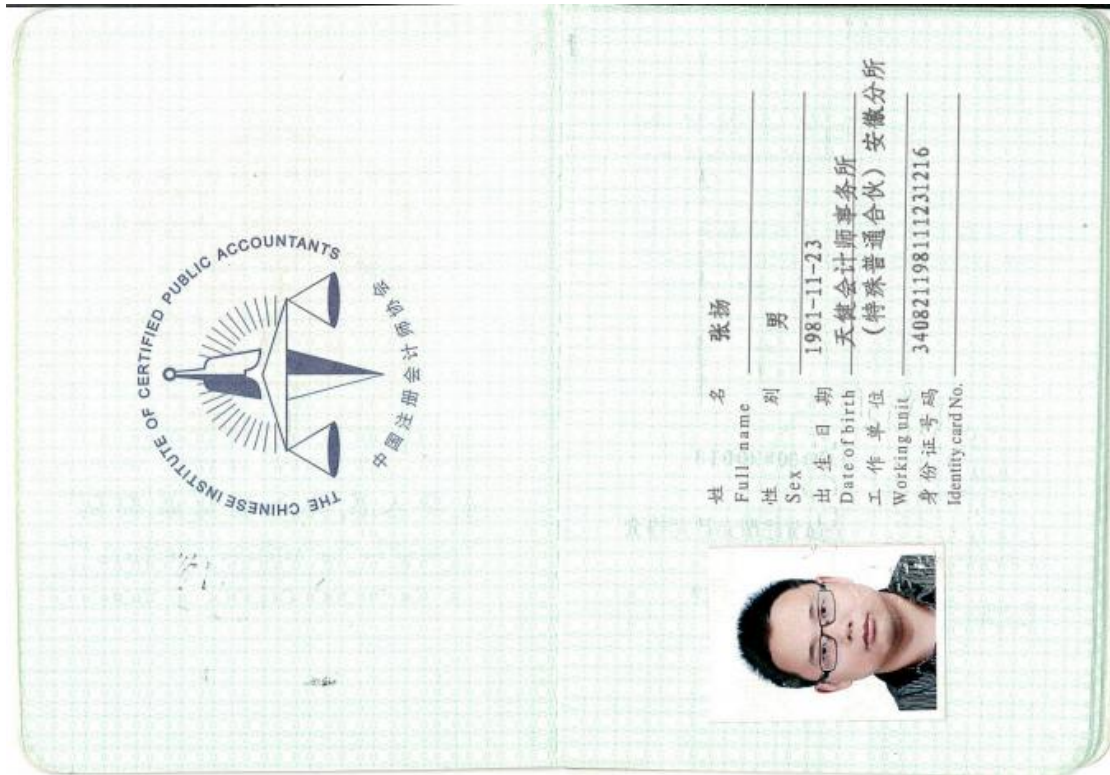 THE CHINESE INSTITUTE OF CERTIFIED PUBLIC ACCOUNTANTS
中国注册会计师协会
姓名 张扬
Full name
性别 男
Sex
出生日期 1981-11-23
Date of birth
工作单位 天健会计师事务所
(特殊普通合伙) 安徽分所
Working unit
身份证号码 340821198111231216
Identity card No.